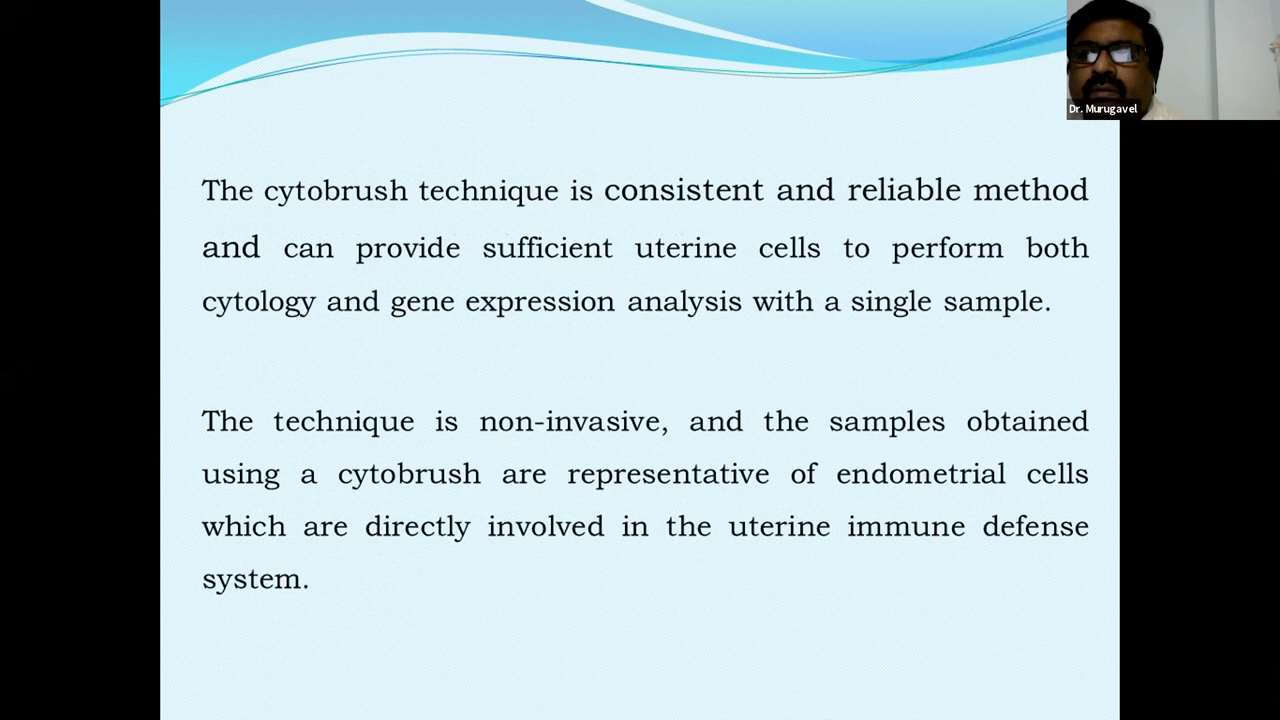 Dr. Murugavel
The cytobrush technique is consistent and reliable method
and can provide sufficient uterine cells to perform both
cytology and gene expression analysis with a single sample.
The technique is non-invasive, and the samples obtained
using a cytobrush are representative of endometrial cells
which are directly involved in the uterine immune defense
system.